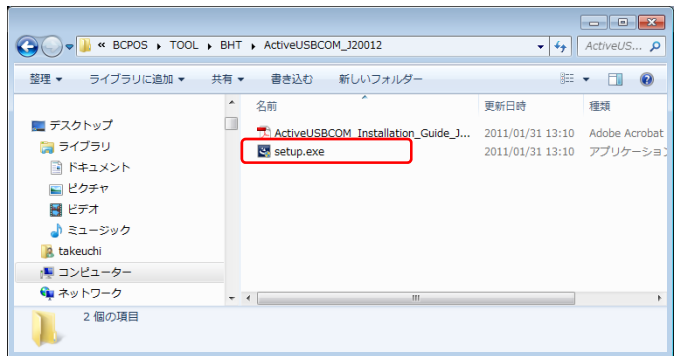 « BCPOS ▸ TOOL ▸ BHT ▸ ActiveUSBCOM_J20012
ActiveUS...
整理 ライブラリに追加 共有 書き込む 新しいフォルダー
名前 更新日時 種類
デスクトップ
ライブラリ
ドキュメント
ピクチャ
ビデオ
ミュージック
takeuchi
コンピューター
ネットワーク
ActiveUSBCOM_Installation_Guide_J... 2011/01/31 13:10 Adobe Acrobat
setup.exe 2011/01/31 13:10 アプリケーション
2 個の項目